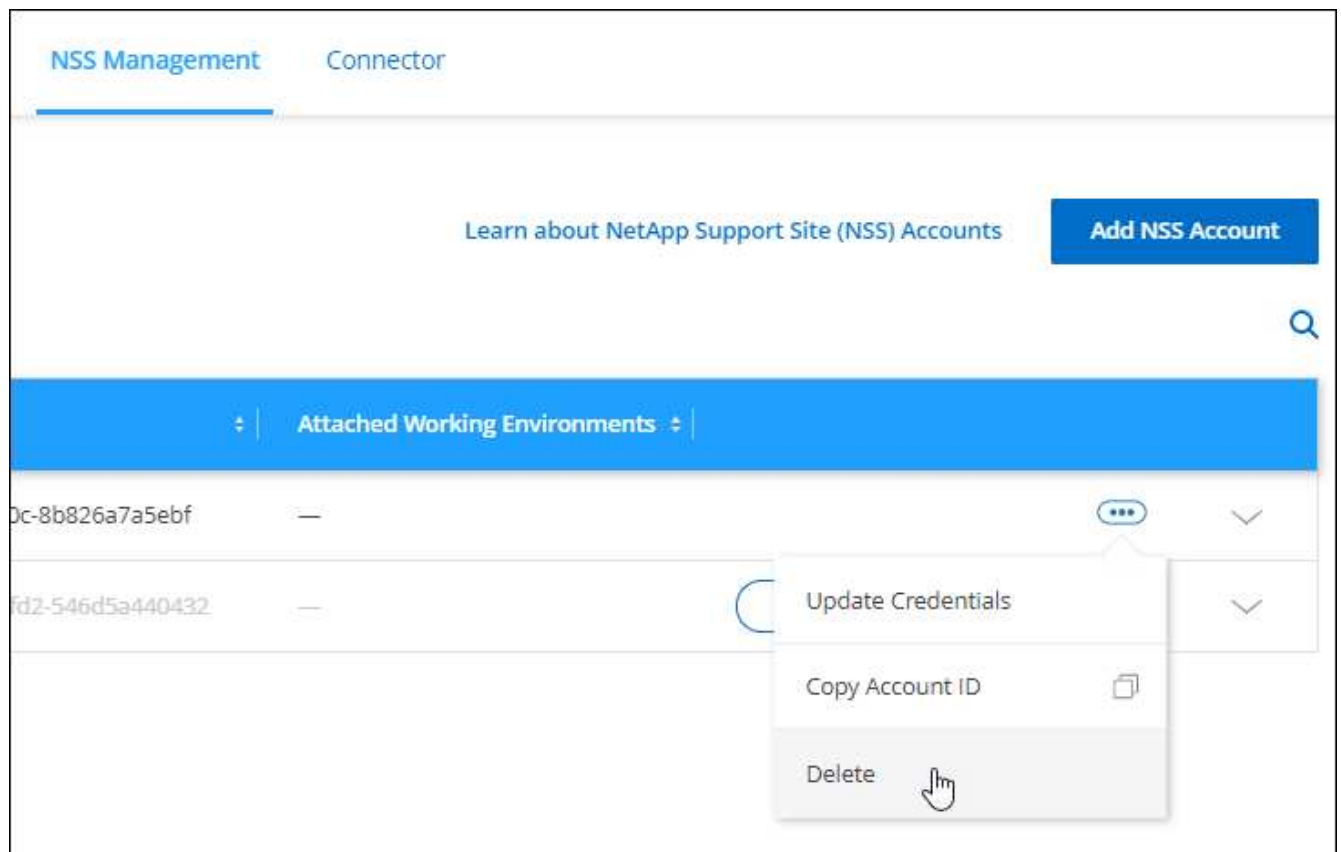 NSS Management Connector
Learn about NetApp Support Site (NSS) Accounts Add NSS Account
Attached Working Environments
0c-8b826a7a5ebf —
fd2-546d5a440432 —
Update Credentials
Copy Account ID
Delete